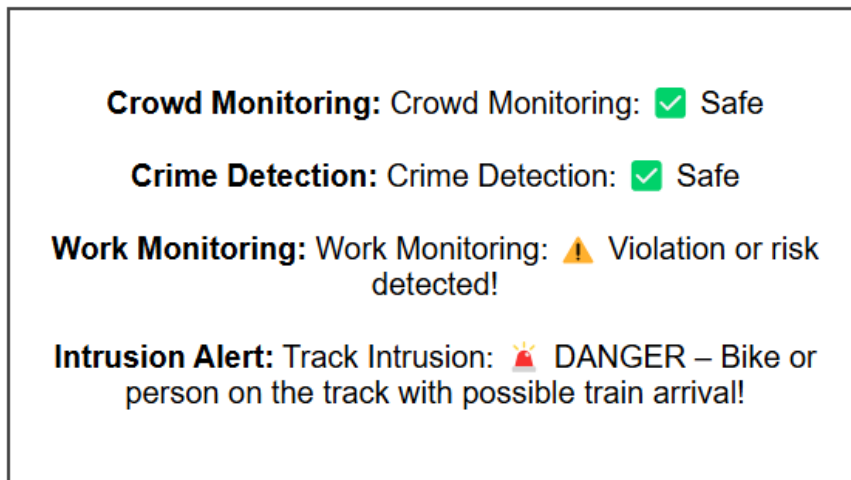 Crowd Monitoring: Crowd Monitoring: ✅ Safe
Crime Detection: Crime Detection: ✅ Safe
Work Monitoring: Work Monitoring: ⚠️ Violation or risk
detected!
Intrusion Alert: Track Intrusion: 🚨 DANGER – Bike or
person on the track with possible train arrival!